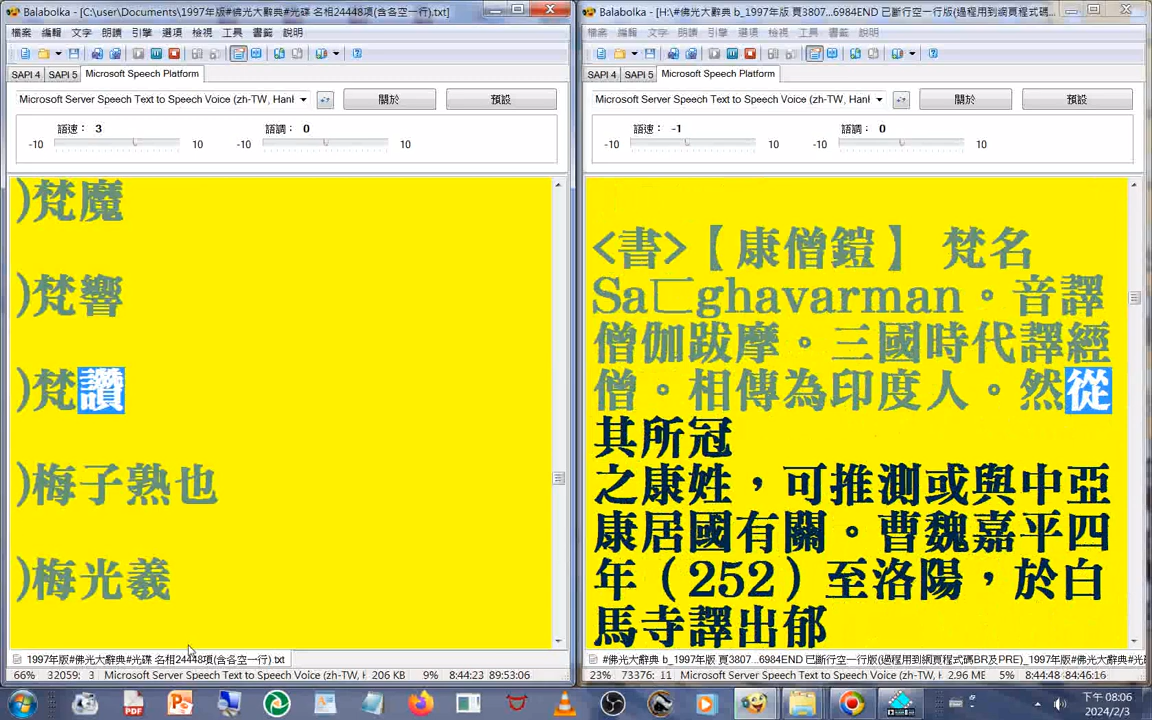 Balabolka - [C:\user\Documents\1997年版#佛光大辭典#光碟 名相24448項(含各空一行).txt]
檔案 編輯 文字 朗讀 引擎 選項 檢視 工具 書籤 說明
SAPI 4 SAPI 5 Microsoft Speech Platform
Microsoft Server Speech Text to Speech Voice (zh-TW, Hanl 關於 預設
語速： 3 語調： 0
-10 10 -10 10
)梵魔
)梵響
)梵讚
)梅子熟也
)梅光羲
1997年版#佛光大辭典#光碟 名相24448項(含各空一行).txt
66% 32059: 3 Microsoft Server Speech Text to Speech Voice (zh-TW, H 206 KB 9% 8:44:23 89:53:06
Balabolka - [H:\#佛光大辭典 b_1997年版 頁3807...6984END 已斷行空一行版(過程用到網頁程式碼...
檔案 編輯 文字 朗讀 引擎 選項 檢視 工具 書籤 說明
SAPI 4 SAPI 5 Microsoft Speech Platform
Microsoft Server Speech Text to Speech Voice (zh-TW, Hanl 關於 預設
語速： -1 語調： 0
-10 10 -10 10
<書>【康僧鎧】 梵名
Sa匚ghavarman。音譯
僧伽跋摩。三國時代譯經
僧。相傳為印度人。然從
其所冠
之康姓，可推測或與中亞
康居國有關。曹魏嘉平四
年（252）至洛陽，於白
馬寺譯出郁
#佛光大辭典 b_1997年版 頁3807...6984END 已斷行空一行版(過程用到網頁程式碼BR及PRE)_1997年版#佛光大辭典#光
23% 73376: 11 Microsoft Server Speech Text to Speech Voice (zh-TW, H 2.96 ME 5% 8:44:48 84:46:16
下午 08:06
2024/2/3